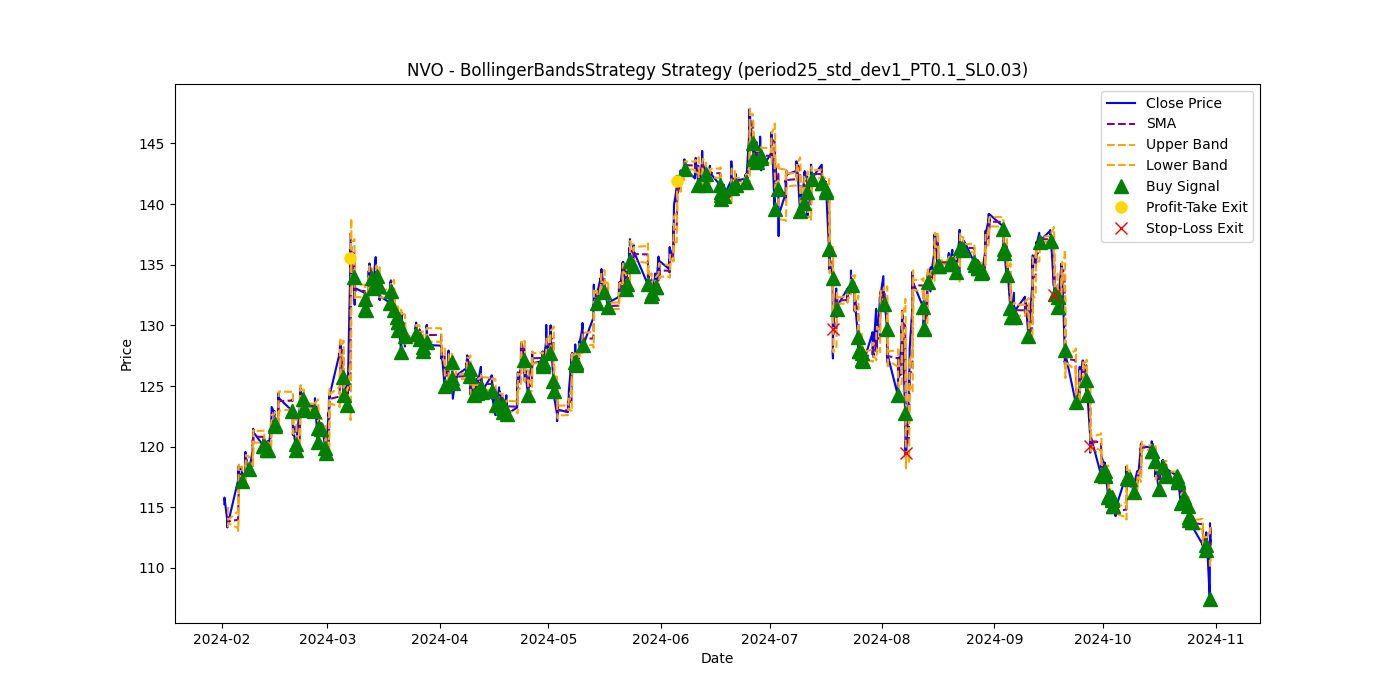 NVO - BollingerBandsStrategy Strategy (period25_std_dev1_PT0.1_SL0.03)
Close Price
SMA
Upper Band
Lower Band
Buy Signal
Profit-Take Exit
Stop-Loss Exit
Price
145
140
135
130
125
120
115
110
2024-02 2024-03 2024-04 2024-05 2024-06 2024-07 2024-08 2024-09 2024-10 2024-11
Date